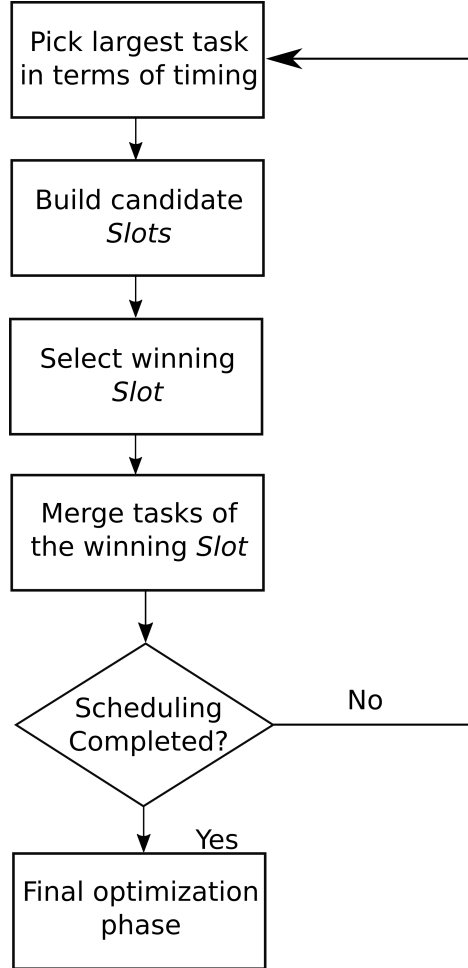 Pick largest task
in terms of timing
Build candidate
Slots
Select winning
Slot
Merge tasks of
the winning Slot
Scheduling
Completed?
No
Yes
Final optimization
phase